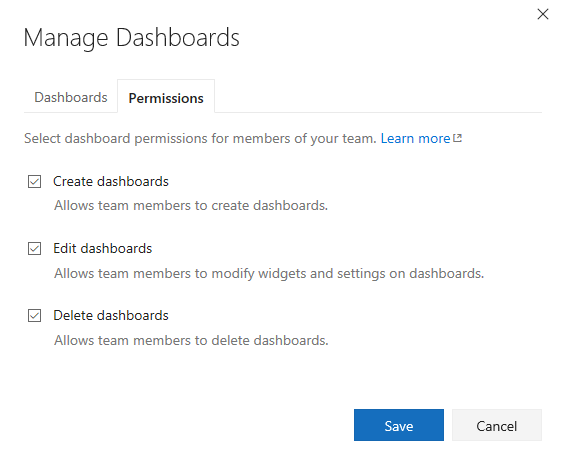 Manage Dashboards
Dashboards Permissions
Select dashboard permissions for members of your team. Learn more
Create dashboards
Allows team members to create dashboards.
Edit dashboards
Allows team members to modify widgets and settings on dashboards.
Delete dashboards
Allows team members to delete dashboards.
Save Cancel